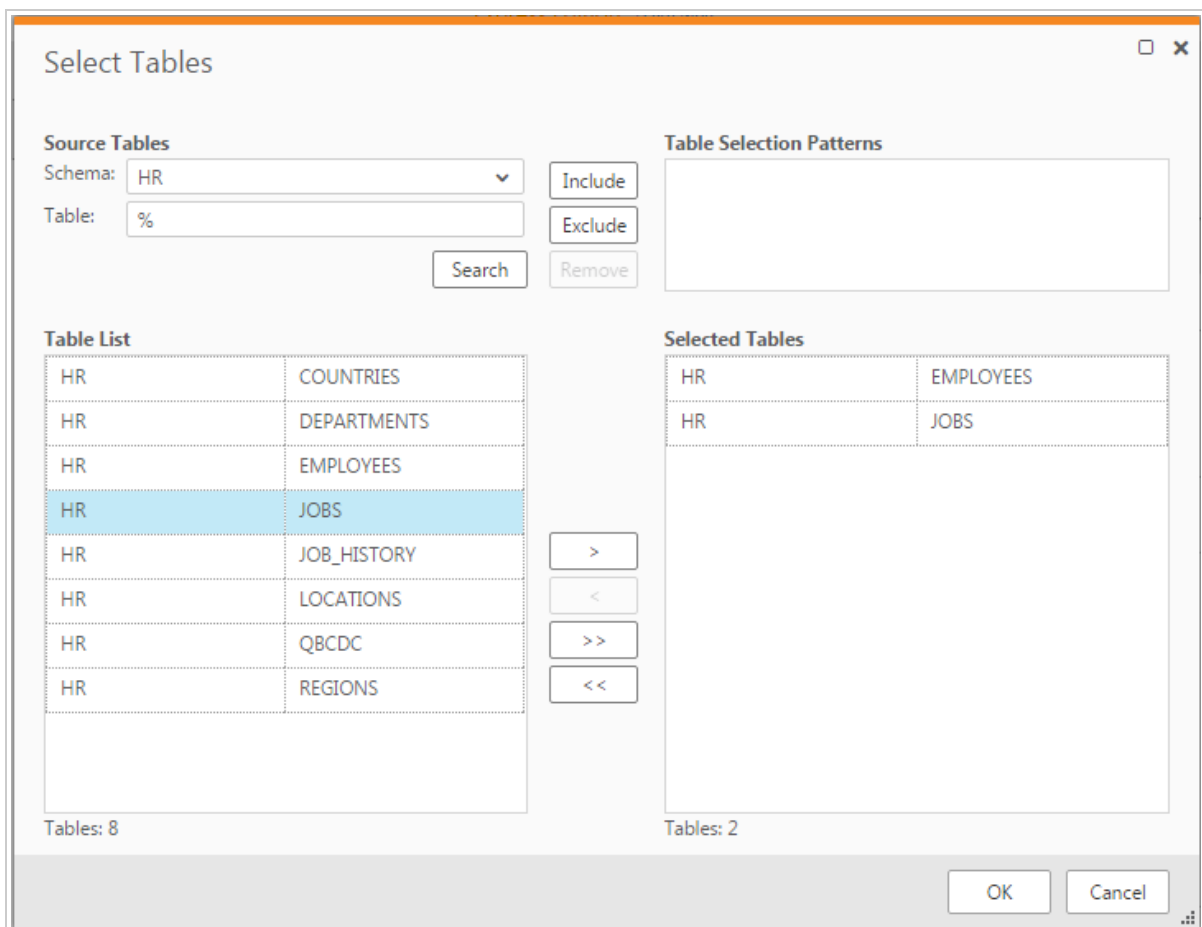 Select Tables
Source Tables
Schema: HR
Table: %
Search
Include
Exclude
Remove
Table Selection Patterns
Table List
HR COUNTRIES
HR DEPARTMENTS
HR EMPLOYEES
HR JOBS
HR JOB_HISTORY
HR LOCATIONS
HR QBCDC
HR REGIONS
Tables: 8
>
<
>>
<<
Selected Tables
HR EMPLOYEES
HR JOBS
Tables: 2
OK
Cancel